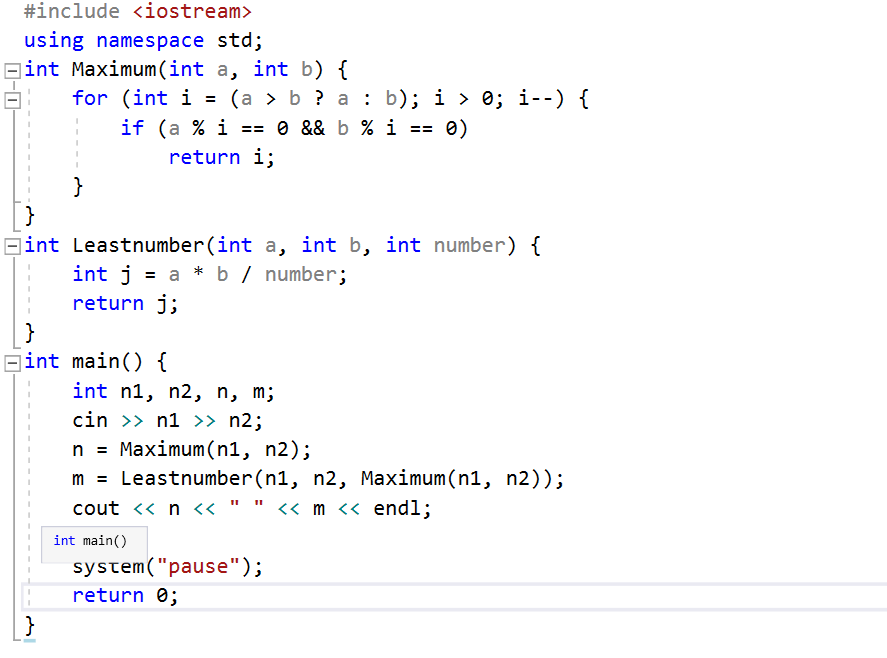 #include <iostream>
using namespace std;
int Maximum(int a, int b) {
    for (int i = (a > b ? a : b); i > 0; i--) {
        if (a % i == 0 && b % i == 0)
            return i;
    }
}
int Leastnumber(int a, int b, int number) {
    int j = a * b / number;
    return j;
}
int main() {
    int n1, n2, n, m;
    cin >> n1 >> n2;
    n = Maximum(n1, n2);
    m = Leastnumber(n1, n2, Maximum(n1, n2));
    cout << n << " " << m << endl;
int main()
    system("pause");
    return 0;
}